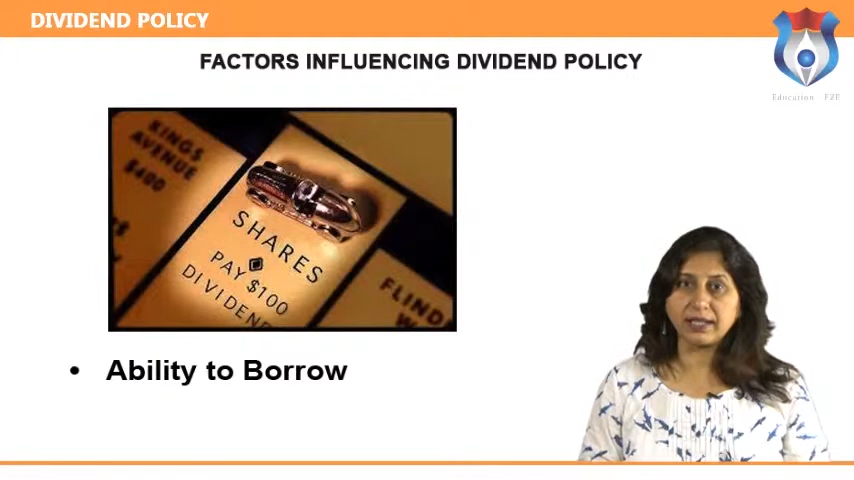 DIVIDEND POLICY
FACTORS INFLUENCING DIVIDEND POLICY
Education
KINGS
AVENUE
$400
SHARES
PAY $100
DIVIDEND
FLIND
• Ability to Borrow